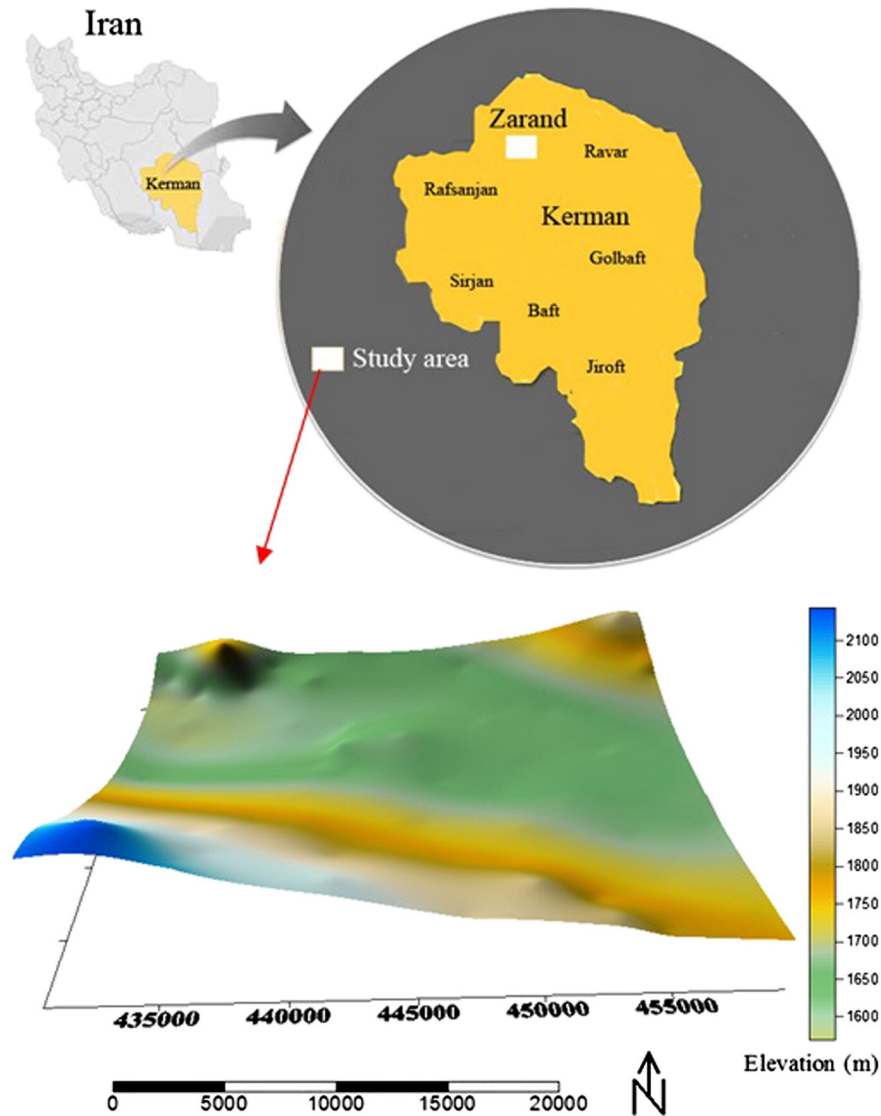 Iran
Kerman
Zarand
Ravar
Rafsanjan
Kerman
Golbaft
Sirjan
Baft
Study area
Jiroft
2100
2050
2000
1950
1900
1850
1800
1750
1700
1650
1600
435000 440000 445000 450000 455000
Elevation (m)
0 5000 10000 15000 20000
N